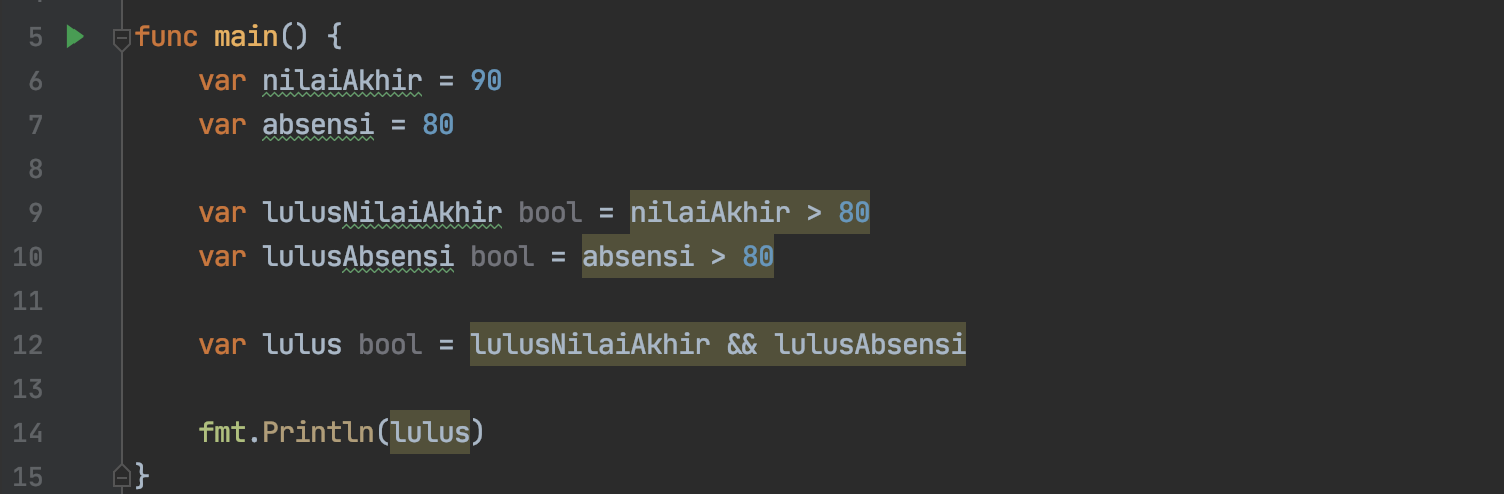 5 func main() {
6 var nilaiAkhir = 90
7 var absensi = 80
8
9 var lulusNilaiAkhir bool = nilaiAkhir > 80
10 var lulusAbsensi bool = absensi > 80
11
12 var lulus bool = lulusNilaiAkhir && lulusAbsensi
13
14 fmt.Println(lulus)
15 }